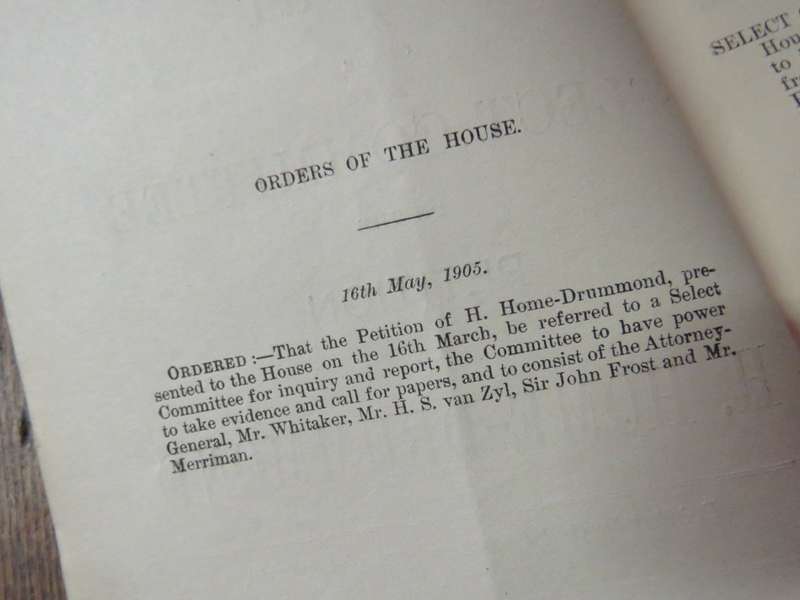 ORDERS OF THE HOUSE.
16th May, 1905.
ORDERED :—That the Petition of H. Home-Drummond, pre-
sented to the House on the 16th March, be referred to a Select
Committee for inquiry and report, the Committee to have power
to take evidence and call for papers, and to consist of the Attorney-
General, Mr. Whitaker, Mr. H. S. van Zyl, Sir John Frost and Mr.
Merriman.
SELECT
Hou
to
fr